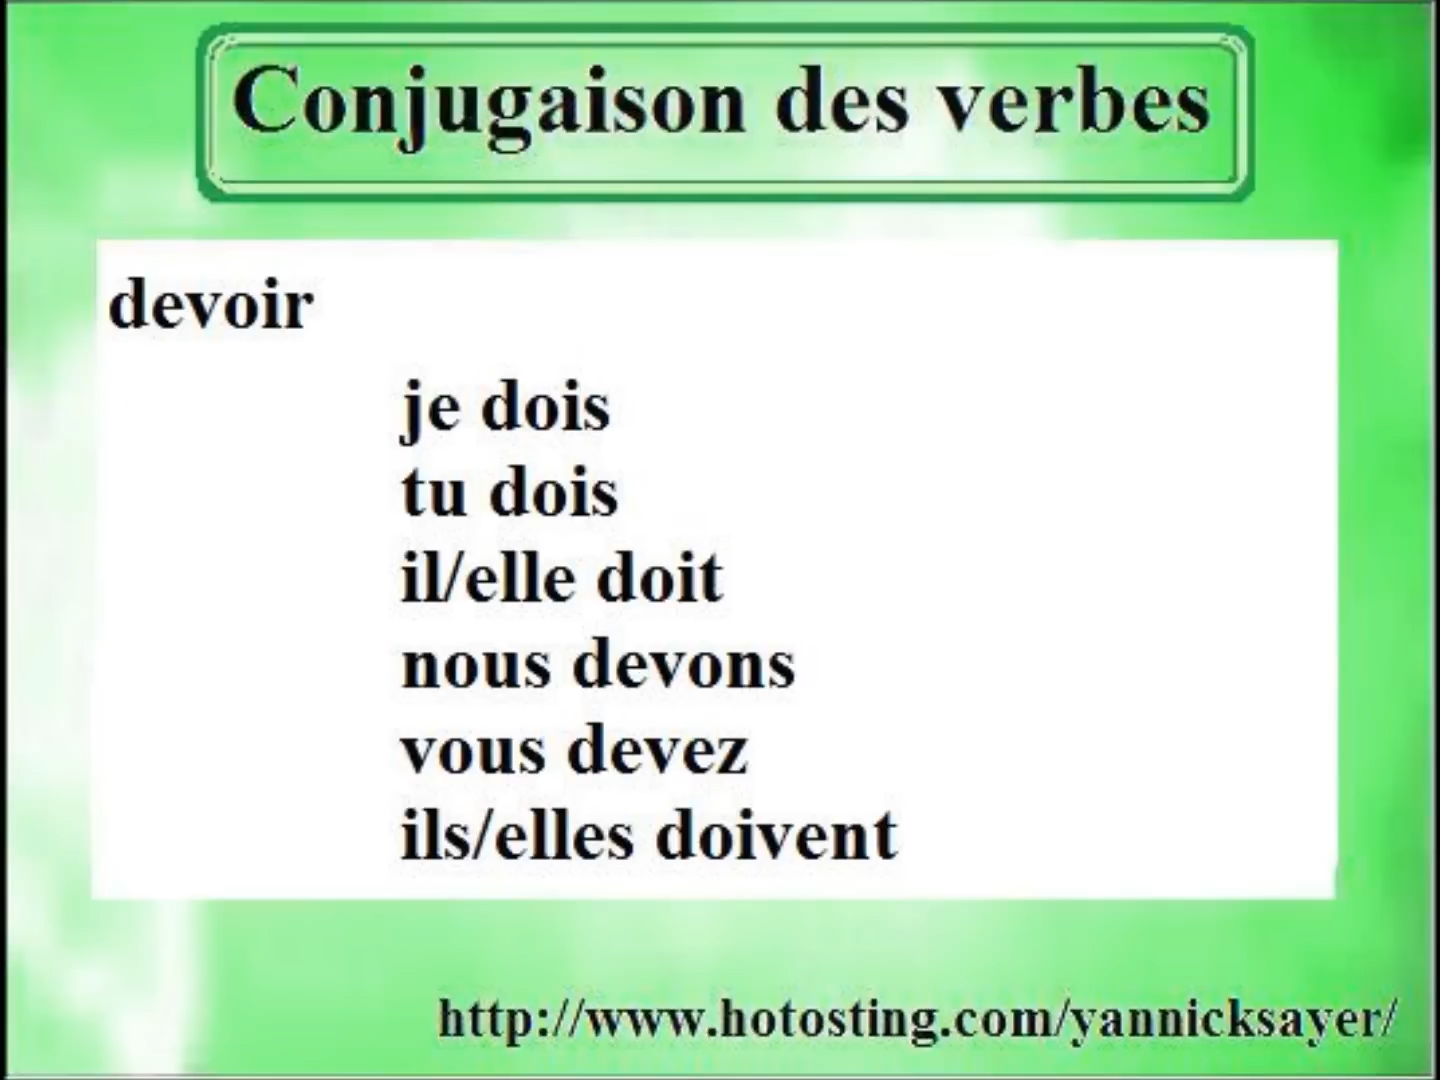 Conjugaison des verbes
devoir
je dois
tu dois
il/elle doit
nous devons
vous devez
ils/elles doivent
http://www.hotosting.com/yannicksayer/